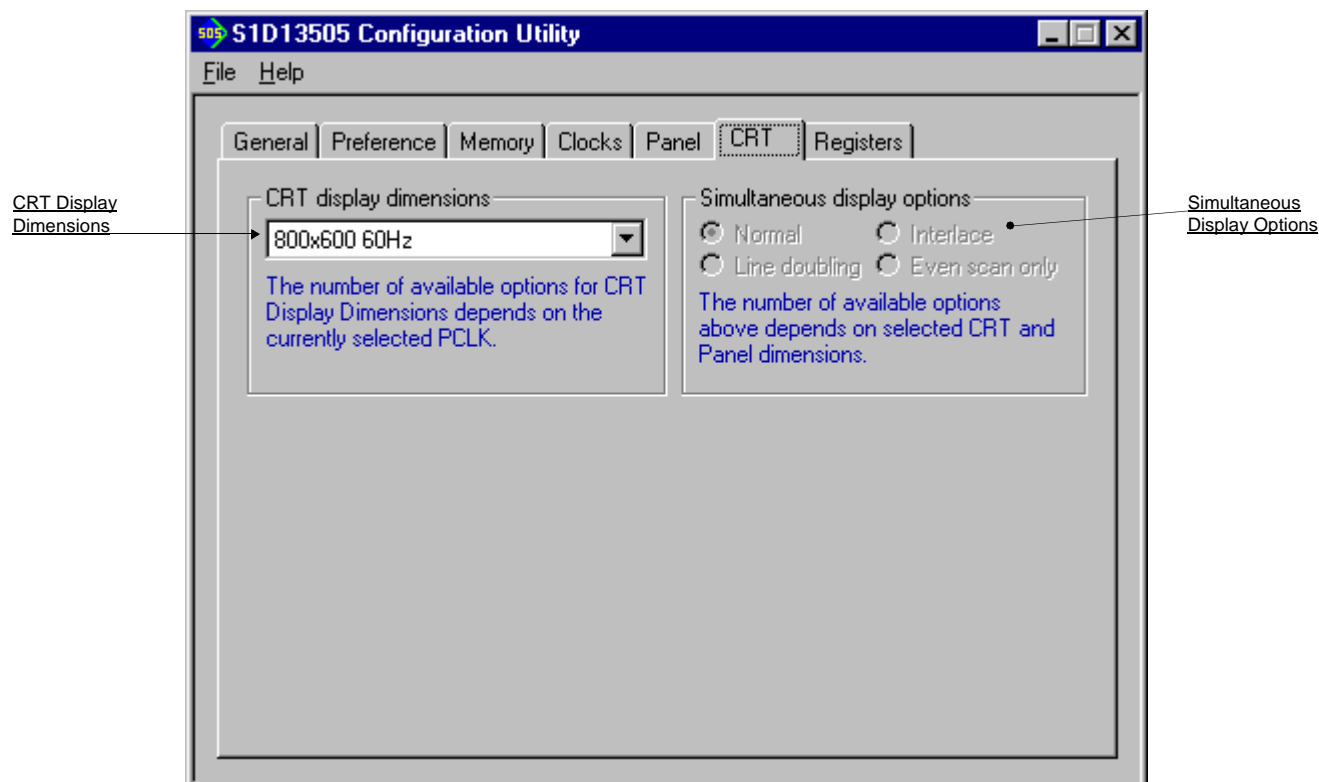 505 S1D13505 Configuration Utility
File Help
General Preference Memory Clocks Panel CRT Registers
CRT Display
Dimensions
CRT display dimensions
800x600 60Hz
The number of available options for CRT
Display Dimensions depends on the
currently selected PCLK.
Simultaneous display options
Normal Interlace
Line doubling Even scan only
The number of available options
above depends on selected CRT and
Panel dimensions.
Simultaneous
Display Options